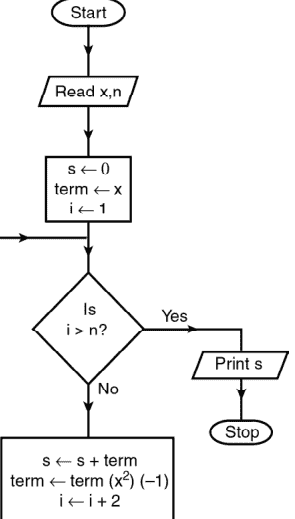 Start
Read x,n
s ← 0
term ← x
i ← 1
Is
i > n?
Yes
Print s
No
Stop
s ← s + term
term ← term (x²) (−1)
i ← i + 2